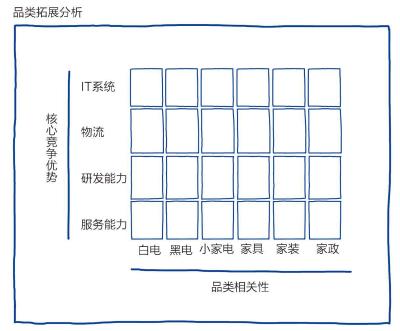 品类拓展分析
核心竞争优势
IT系统
物流
研发能力
服务能力
白电 黑电 小家电 家具 家装 家政
品类相关性